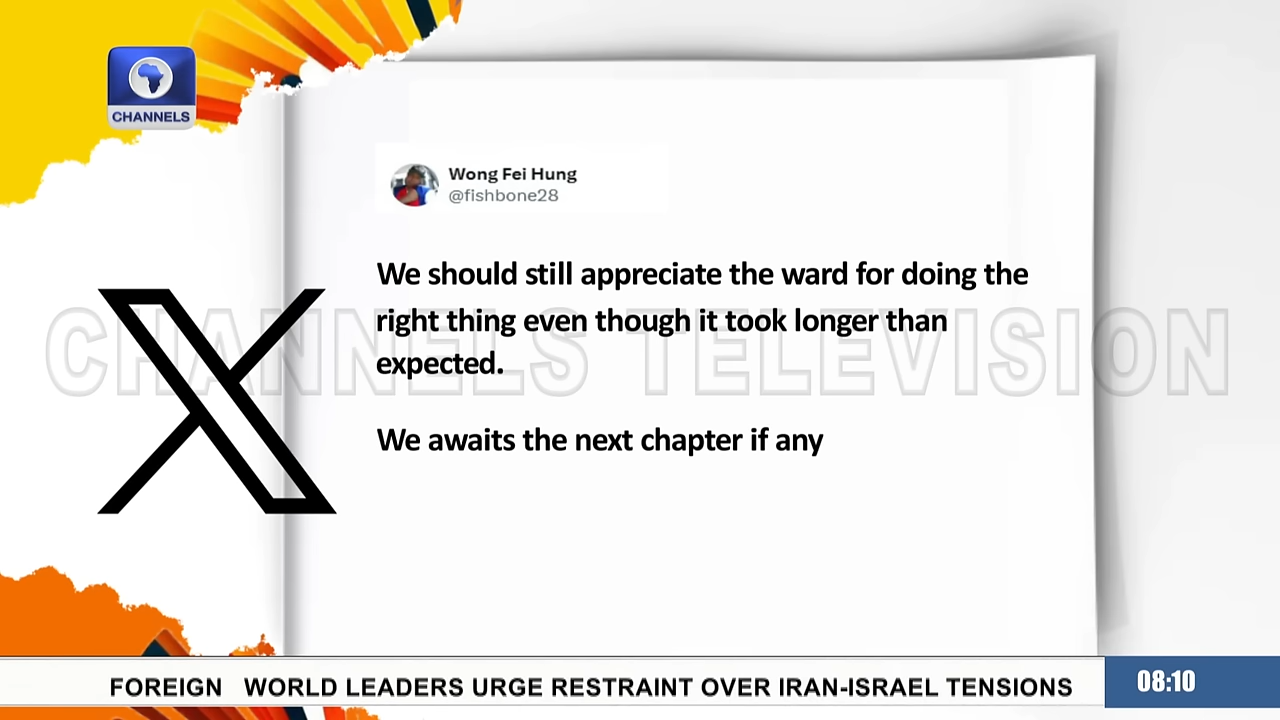 CHANNELS
Wong Fei Hung
@fishbone28
We should still appreciate the ward for doing the
right thing even though it took longer than
expected.
We awaits the next chapter if any
CHANNELS TELEVISION
FOREIGN WORLD LEADERS URGE RESTRAINT OVER IRAN-ISRAEL TENSIONS
08:10